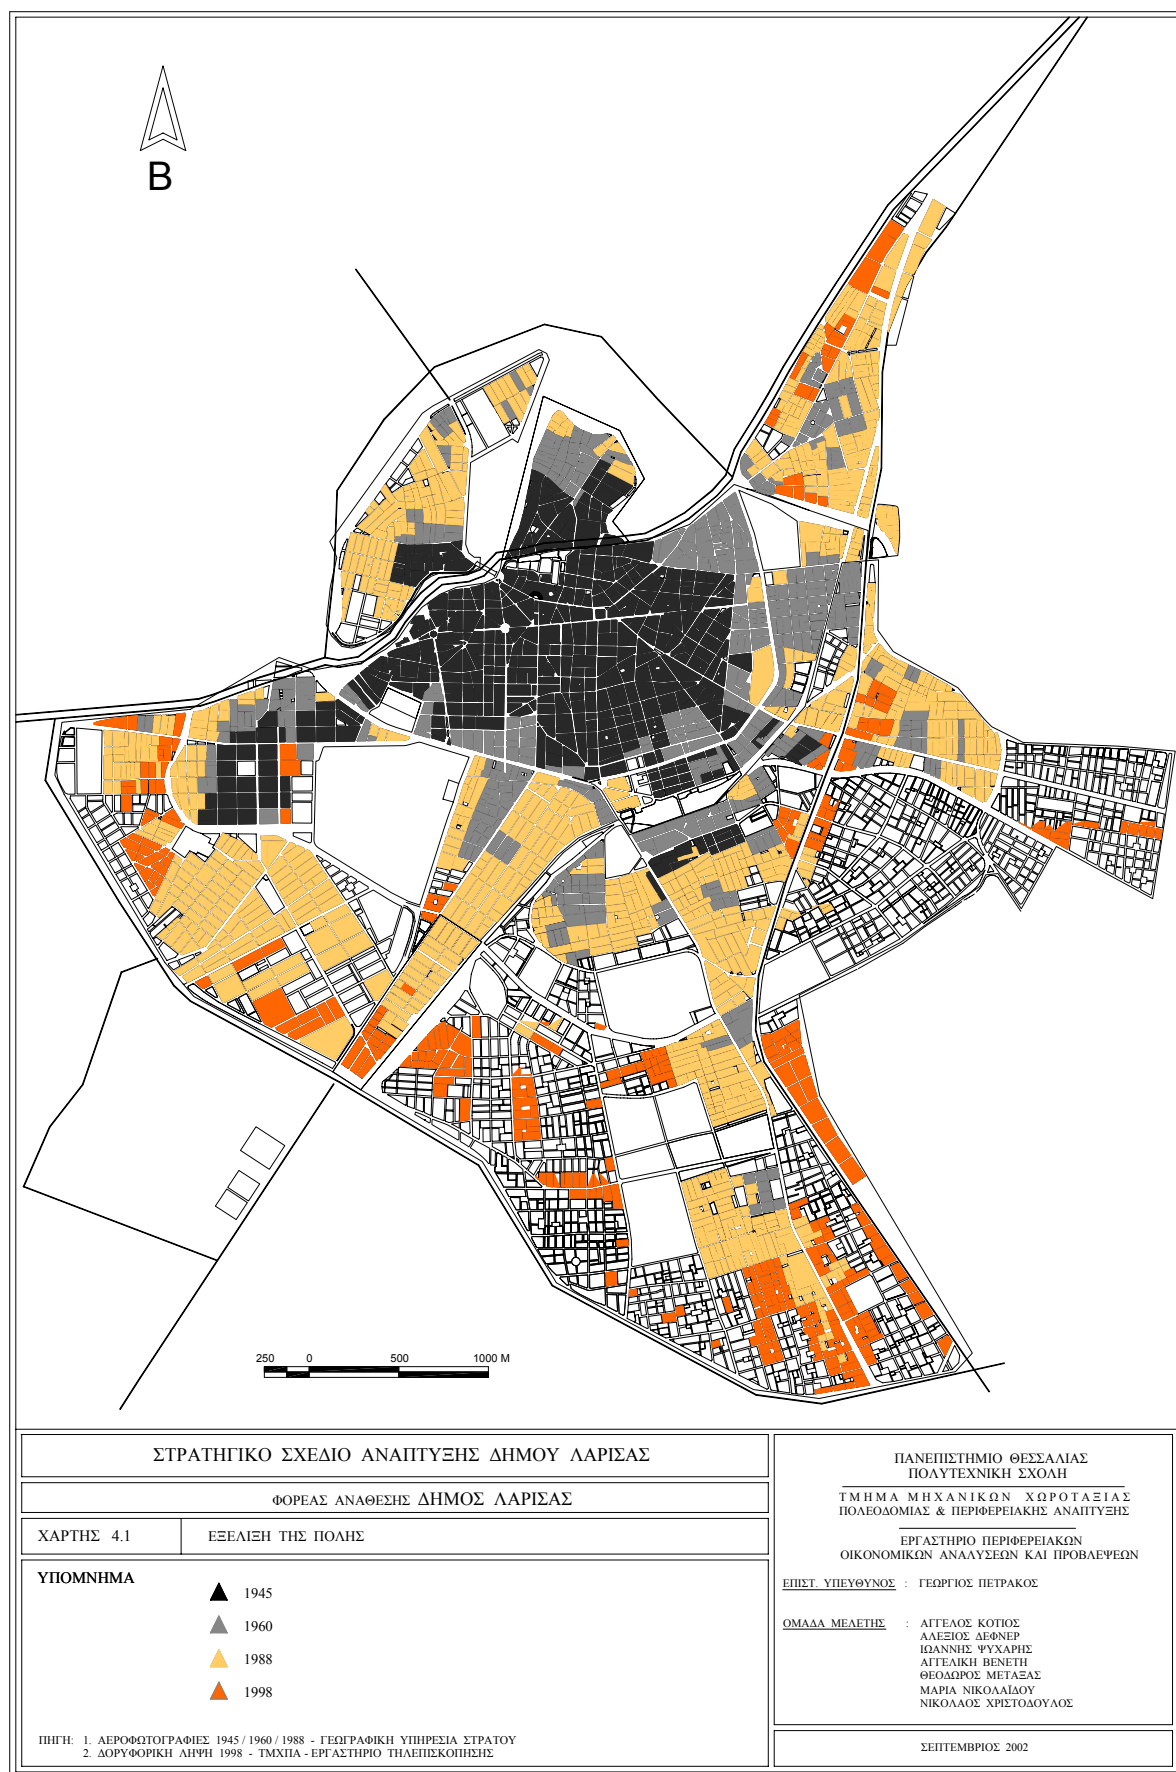 Β
250 0 500 1000 M
ΣΤΡΑΤΗΓΙΚΟ ΣΧΕΔΙΟ ΑΝΑΠΤΥΞΗΣ ΔΗΜΟΥ ΛΑΡΙΣΑΣ
ΦΟΡΕΑΣ ΑΝΑΘΕΣΗΣ ΔΗΜΟΣ ΛΑΡΙΣΑΣ
ΧΑΡΤΗΣ 4.1 ΕΞΕΛΙΞΗ ΤΗΣ ΠΟΛΗΣ
ΥΠΟΜΝΗΜΑ
1945
1960
1988
1998
ΠΗΓΗ: 1. ΑΕΡΟΦΩΤΟΓΡΑΦΙΕΣ 1945 / 1960 / 1988 - ΓΕΩΓΡΑΦΙΚΗ ΥΠΗΡΕΣΙΑ ΣΤΡΑΤΟΥ
2. ΔΟΡΥΦΟΡΙΚΗ ΛΗΨΗ 1998 - ΤΜΧΠΑ - ΕΡΓΑΣΤΗΡΙΟ ΤΗΛΕΠΙΣΚΟΠΗΣΗΣ
ΠΑΝΕΠΙΣΤΗΜΙΟ ΘΕΣΣΑΛΙΑΣ
ΠΟΛΥΤΕΧΝΙΚΗ ΣΧΟΛΗ
ΤΜΗΜΑ ΜΗΧΑΝΙΚΩΝ ΧΩΡΟΤΑΞΙΑΣ
ΠΟΛΕΟΔΟΜΙΑΣ & ΠΕΡΙΦΕΡΕΙΑΚΗΣ ΑΝΑΠΤΥΞΗΣ
ΕΡΓΑΣΤΗΡΙΟ ΠΕΡΙΦΕΡΕΙΑΚΩΝ
ΟΙΚΟΝΟΜΙΚΩΝ ΑΝΑΛΥΣΕΩΝ ΚΑΙ ΠΡΟΒΛΕΨΕΩΝ
ΕΠΙΣΤ. ΥΠΕΥΘΥΝΟΣ : ΓΕΩΡΓΙΟΣ ΠΕΤΡΑΚΟΣ
ΟΜΑΔΑ ΜΕΛΕΤΗΣ : ΑΓΓΕΛΟΣ ΚΟΤΙΟΣ
ΑΛΕΞΙΟΣ ΔΕΦΝΕΡ
ΙΩΑΝΝΗΣ ΨΥΧΑΡΗΣ
ΑΓΓΕΛΙΚΗ ΒΕΝΕΤΗ
ΘΕΟΔΩΡΟΣ ΜΕΤΑΞΑΣ
ΜΑΡΙΑ ΝΙΚΟΛΑΪΔΟΥ
ΝΙΚΟΛΑΟΣ ΧΡΙΣΤΟΔΟΥΛΟΣ
ΣΕΠΤΕΜΒΡΙΟΣ 2002